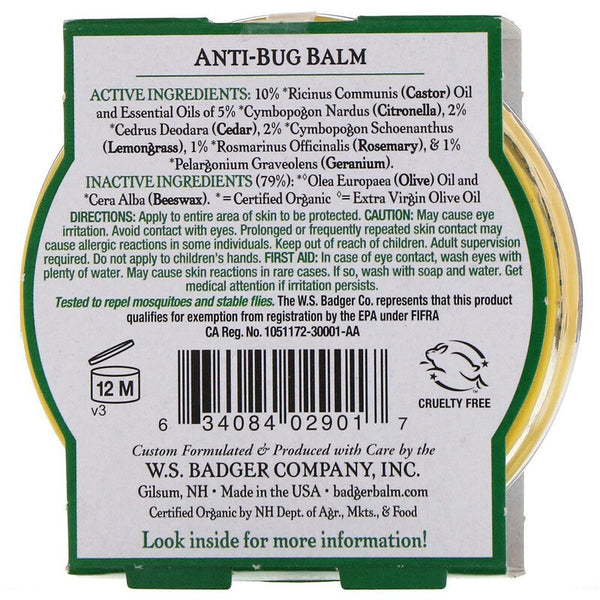 ANTI-BUG BALM
ACTIVE INGREDIENTS: 10% *Ricinus Communis (Castor) Oil
and Essential Oils of 5% *Cymbopogon Nardus (Citronella), 2%
*Cedrus Deodara (Cedar), 2% *Cymbopogon Schoenanthus
(Lemongrass), 1% *Rosmarinus Officinalis (Rosemary), & 1%
*Pelargonium Graveolens (Geranium).
INACTIVE INGREDIENTS (79%): *◊Olea Europaea (Olive) Oil and
*Cera Alba (Beeswax). *=Certified Organic ◊=Extra Virgin Olive Oil
DIRECTIONS: Apply to entire area of skin to be protected. CAUTION: May cause eye
irritation. Avoid contact with eyes. Prolonged or frequently repeated skin contact may
cause allergic reactions in some individuals. Keep out of reach of children. Adult supervision
required. Do not apply to children's hands. FIRST AID: In case of eye contact, wash eyes with
plenty of water. May cause skin reactions in rare cases. If so, wash with soap and water. Get
medical attention if irritation persists.
Tested to repel mosquitoes and stable flies. The W.S. Badger Co. represents that this product
qualifies for exemption from registration by the EPA under FIFRA
CA Reg. No. 1051172-30001-AA
12 M
v3
6 34084 02901 7
CRUELTY FREE
Custom Formulated & Produced with Care by the
W.S. BADGER COMPANY, INC.
Gilsum, NH • Made in the USA • badgerbalm.com
Certified Organic by NH Dept. of Agr., Mkts., & Food
Look inside for more information!